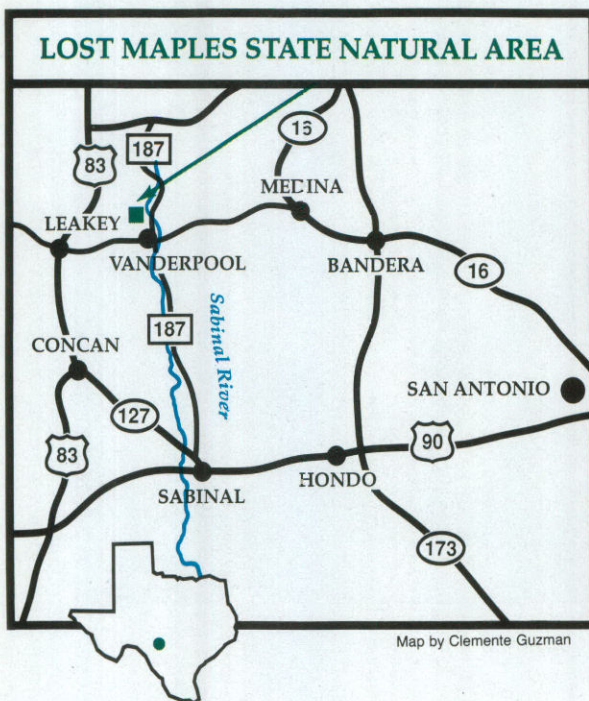 LOST MAPLES STATE NATURAL AREA
16
187
83
MEDINA
LEAKEY
VANDERPOOL
BANDERA
16
Sabinal River
187
CONCAN
SAN ANTONIO
127
90
83
HONDO
SABINAL
173
Map by Clemente Guzman